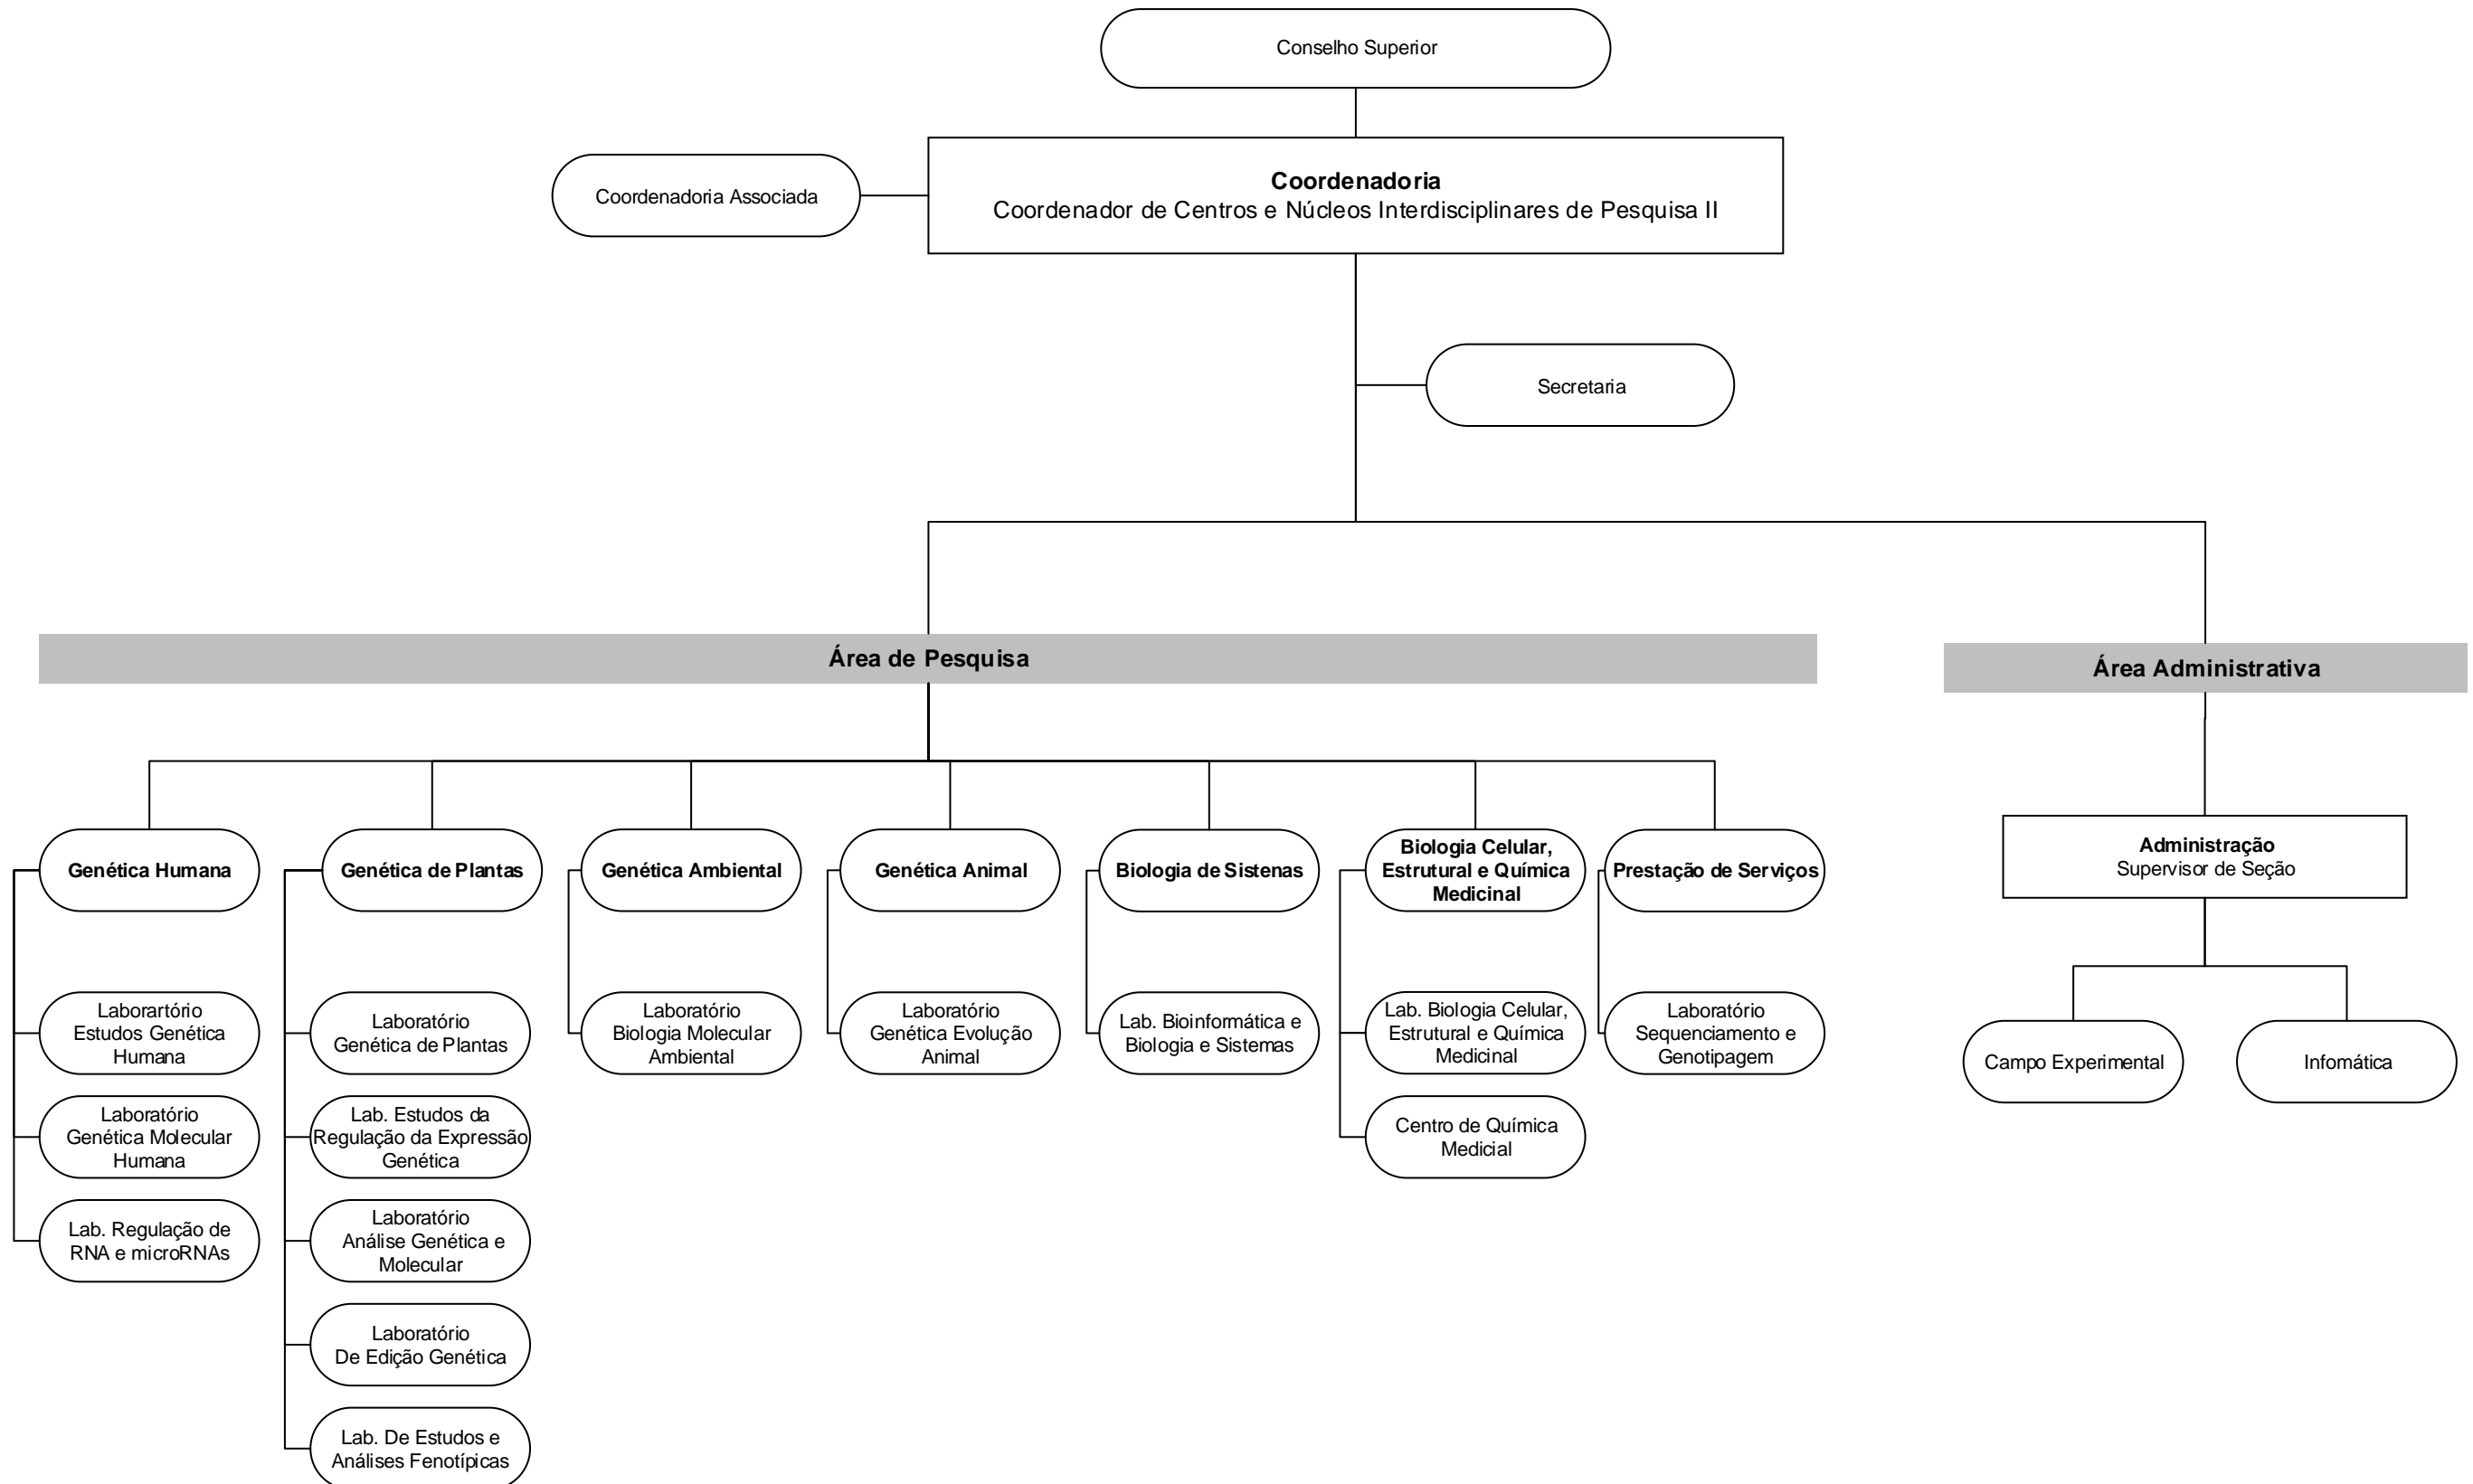 Conselho Superior
Coordenadoria Associada
Coordenadoria
Coordenador de Centros e Núcleos Interdisciplinares de Pesquisa II
Secretaria
Área de Pesquisa
Área Administrativa
Genética Humana
Genética de Plantas
Genética Ambiental
Genética Animal
Biologia de Sistenas
Biologia Celular,
Estrutural e Química
Medicinal
Prestação de Serviços
Administração
Supervisor de Seção
Laborartório
Estudos Genética
Humana
Laboratório
Genética de Plantas
Laboratório
Biologia Molecular
Ambiental
Laboratório
Genética Evolução
Animal
Lab. Bioinformática e
Biologia e Sistemas
Lab. Biologia Celular,
Estrutural e Química
Medicinal
Laboratório
Sequenciamento e
Genotipagem
Campo Experimental
Infomática
Laboratório
Genética Molecular
Humana
Lab. Estudos da
Regulação da Expressão
Genética
Centro de Química
Medicial
Lab. Regulação de
RNA e microRNAs
Laboratório
Análise Genética e
Molecular
Laboratório
De Edição Genética
Lab. De Estudos e
Análises Fenotípicas